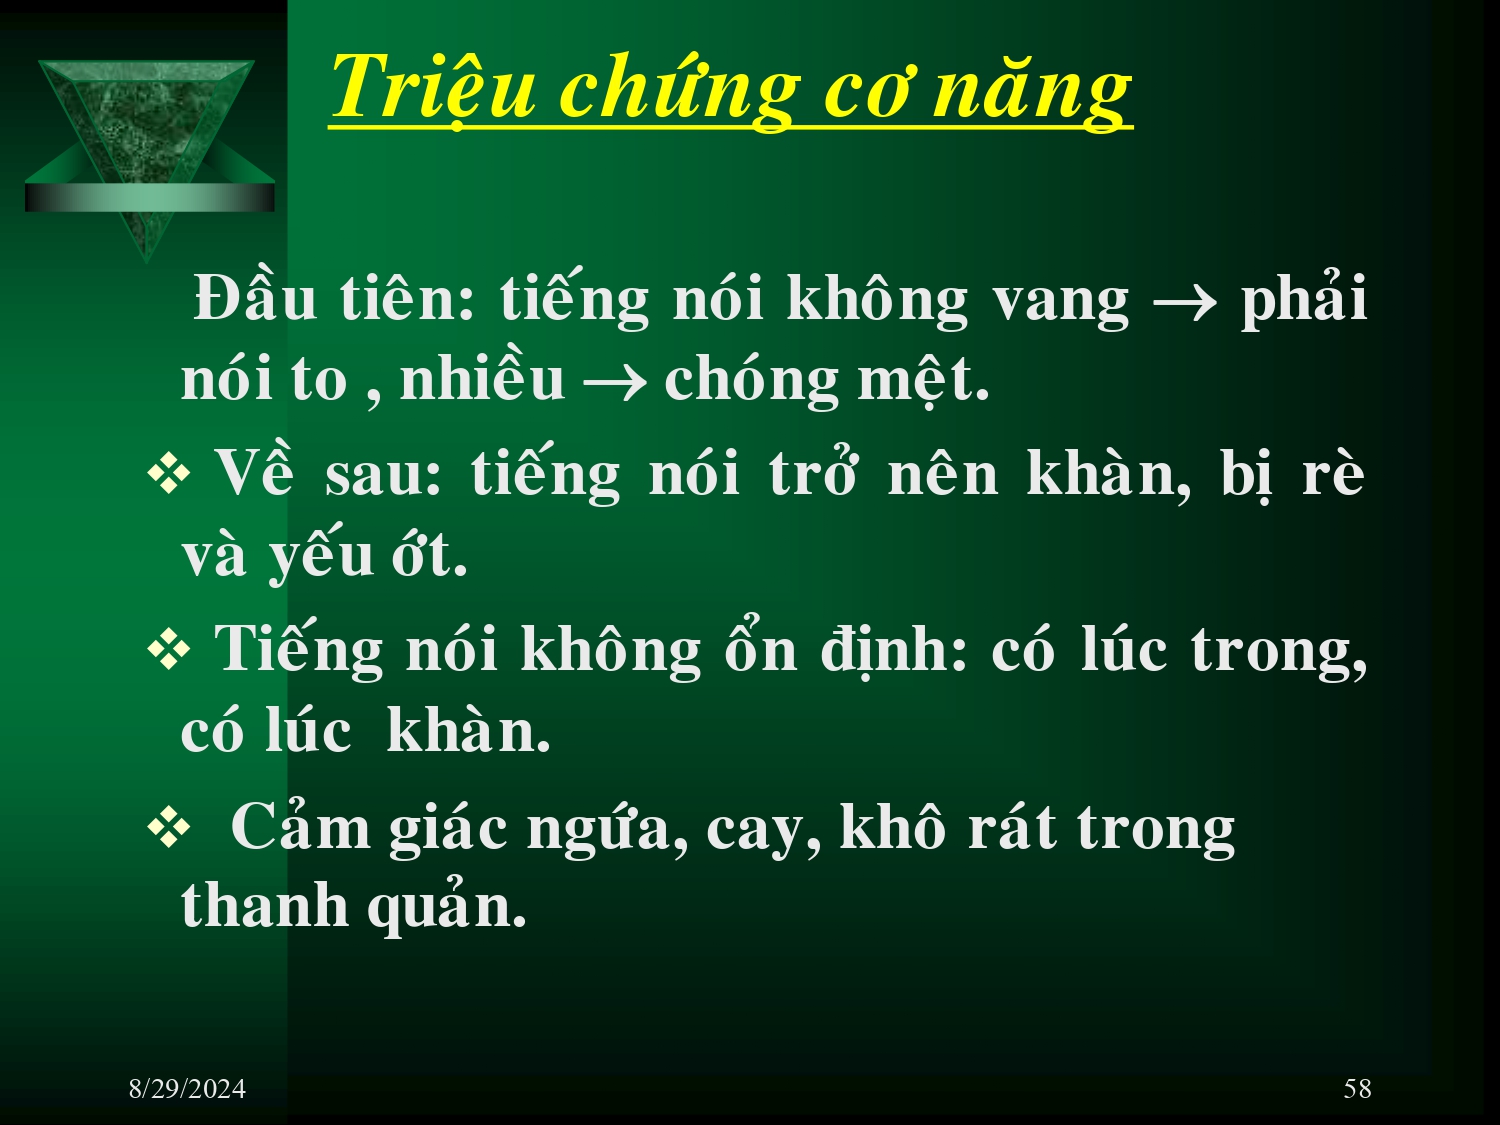 Triệu chứng cơ năng
Đầu tiên: tiếng nói không vang → phải
nói to , nhiều → chóng mệt.
❖ Về sau: tiếng nói trở nên khàn, bị rè
và yếu ớt.
❖ Tiếng nói không ổn định: có lúc trong,
có lúc khàn.
❖ Cảm giác ngứa, cay, khô rát trong
thanh quản.
8/29/2024
58